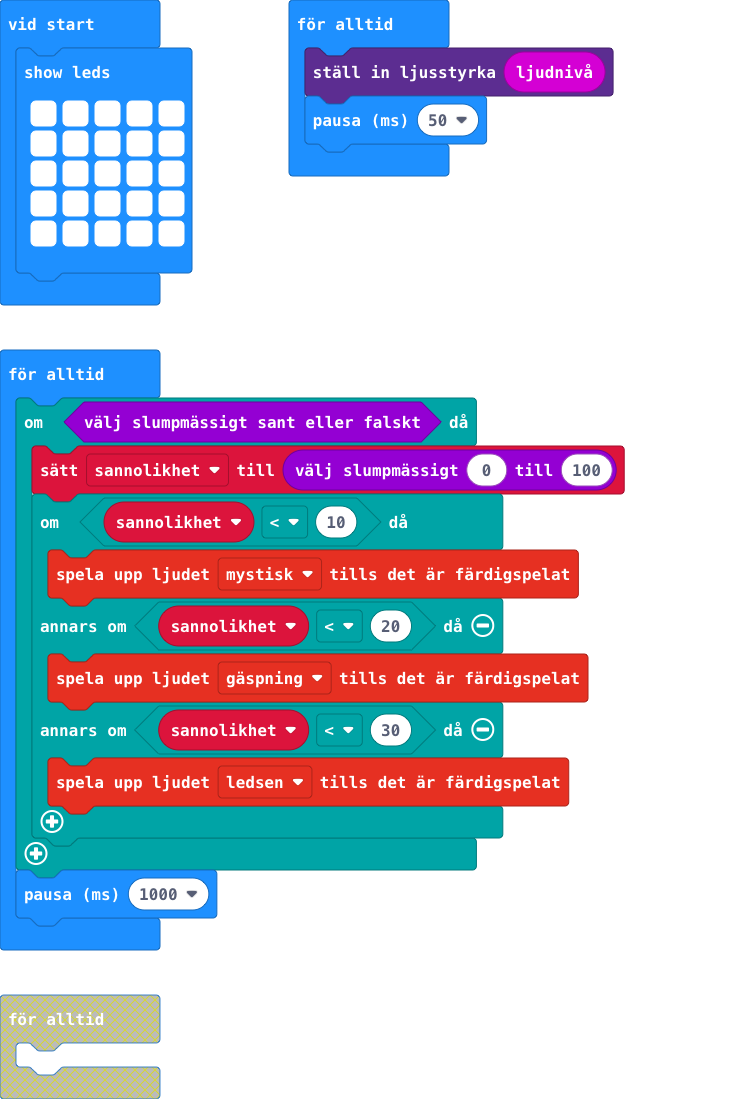 vid start
show leds
för alltid
ställ in ljusstyrka ljudnivå
pausa (ms) 50
för alltid
om välj slumpmässigt sant eller falskt då
sätt sannolikhet till välj slumpmässigt 0 till 100
om sannolikhet < 10 då
spela upp ljudet mystisk tills det är färdigspelat
annars om sannolikhet < 20 då
spela upp ljudet gäspning tills det är färdigspelat
annars om sannolikhet < 30 då
spela upp ljudet ledsen tills det är färdigspelat
pausa (ms) 1000
för alltid